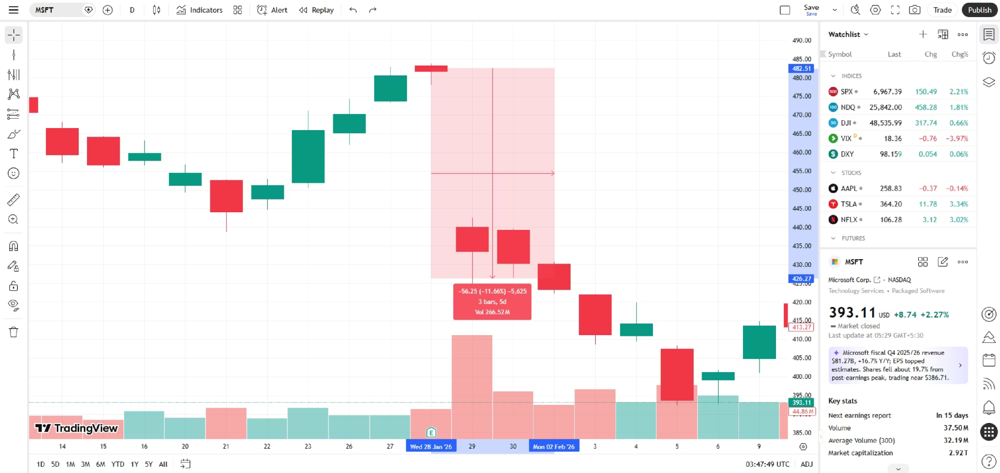 MSFT D Indicators Alert Replay Save Trade Publish
Save
490.00
485.00
482.51
480.00
475.00
470.00
465.00
460.00
455.00
450.00
445.00
440.00
435.00
430.00
426.27
425.00
420.00
415.00
413.27
410.00
405.00
400.00
395.00
393.11
44.86 M
385.00
−56.25 (−11.66%) −5,625
3 bars, 5d
Vol 266.52 M
TradingView
E
14 15 16 20 21 22 23 26 27 Wed 28 Jan '26 29 30 Mon 02 Feb '26 3 4 5 6 9
1D 5D 1M 3M 6M YTD 1Y 5Y All 03:47:49 UTC ADJ
Watchlist
Symbol Last Chg Chg%
INDICES
500 SPX 6,967.39 150.49 2.21%
100 NDQ 25,842.00 458.28 1.81%
30 DJI 48,535.99 317.74 0.66%
VIX D 18.36 −0.76 −3.97%
$ DXY 98.159 0.054 0.06%
STOCKS
AAPL 258.83 −0.37 −0.14%
TSLA 364.20 11.78 3.34%
N NFLX 106.28 3.12 3.02%
FUTURES
MSFT
Microsoft Corp. • NASDAQ
Technology Services • Packaged Software
393.11 USD +8.74 +2.27%
Market closed
Last update at 05:29 GMT+5:30
Microsoft fiscal Q4 2025/26 revenue
$81.27B, +16.7% Y/Y; EPS topped
estimates. Shares fell about 19.7% from
post-earnings peak, trading near $386.71.
Key stats
Next earnings report In 15 days
Volume 37.50 M
Average Volume (30D) 32.19 M
Market capitalization 2.92 T